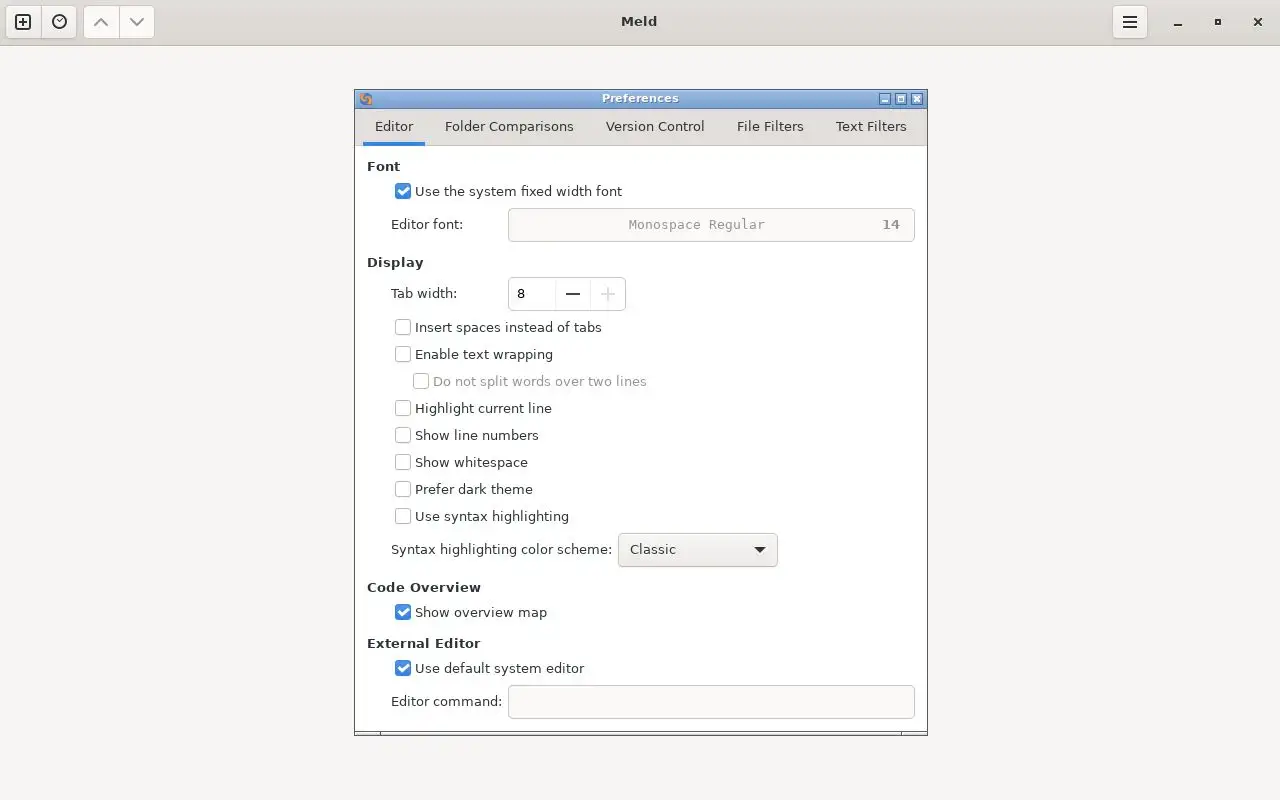 Meld
Preferences
Editor Folder Comparisons Version Control File Filters Text Filters
Font
Use the system fixed width font
Editor font: Monospace Regular 14
Display
Tab width: 8
Insert spaces instead of tabs
Enable text wrapping
Do not split words over two lines
Highlight current line
Show line numbers
Show whitespace
Prefer dark theme
Use syntax highlighting
Syntax highlighting color scheme: Classic
Code Overview
Show overview map
External Editor
Use default system editor
Editor command: